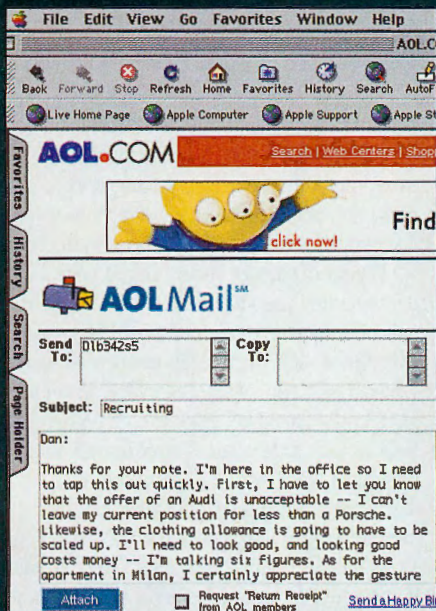 File Edit View Go Favorites Window Help
AOL.C
Back Forward Stop Refresh Home Favorites History Search AutoF
Live Home Page Apple Computer Apple Support Apple St
Favorites
History
Search
Page Holder
AOL.COM
Search | Web Centers | Shopp
Find
click now!
AOL Mail℠
Send To: D1b342s5
Copy To:
Subject: Recruiting
Dan:
Thanks for your note. I'm here in the office so I need
to tap this out quickly. First, I have to let you know
that the offer of an Audi is unacceptable -- I can't
leave my current position for less than a Porsche.
Likewise, the clothing allowance is going to have to be
scaled up. I'll need to look good, and looking good
costs money -- I'm talking six figures. As for the
apartment in Milan, I certainly appreciate the gesture
Attach
Request "Return Receipt"
from AOL members
Send a Happy Bi